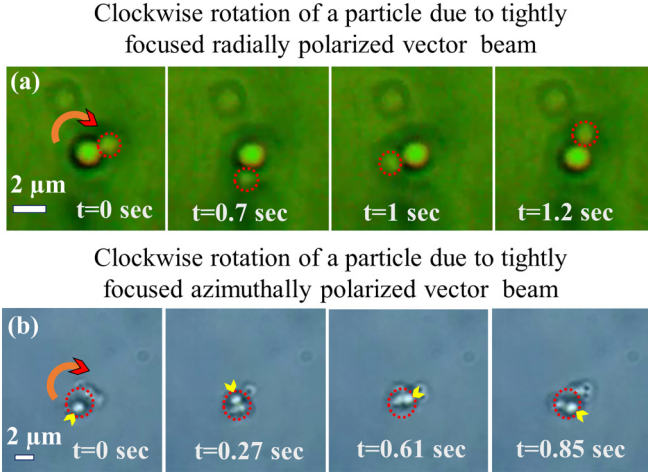 Clockwise rotation of a particle due to tightly
focused radially polarized vector beam
(a)
2 μm
t=0 sec
t=0.7 sec
t=1 sec
t=1.2 sec
Clockwise rotation of a particle due to tightly
focused azimuthally polarized vector beam
(b)
2 μm
t=0 sec
t=0.27 sec
t=0.61 sec
t=0.85 sec